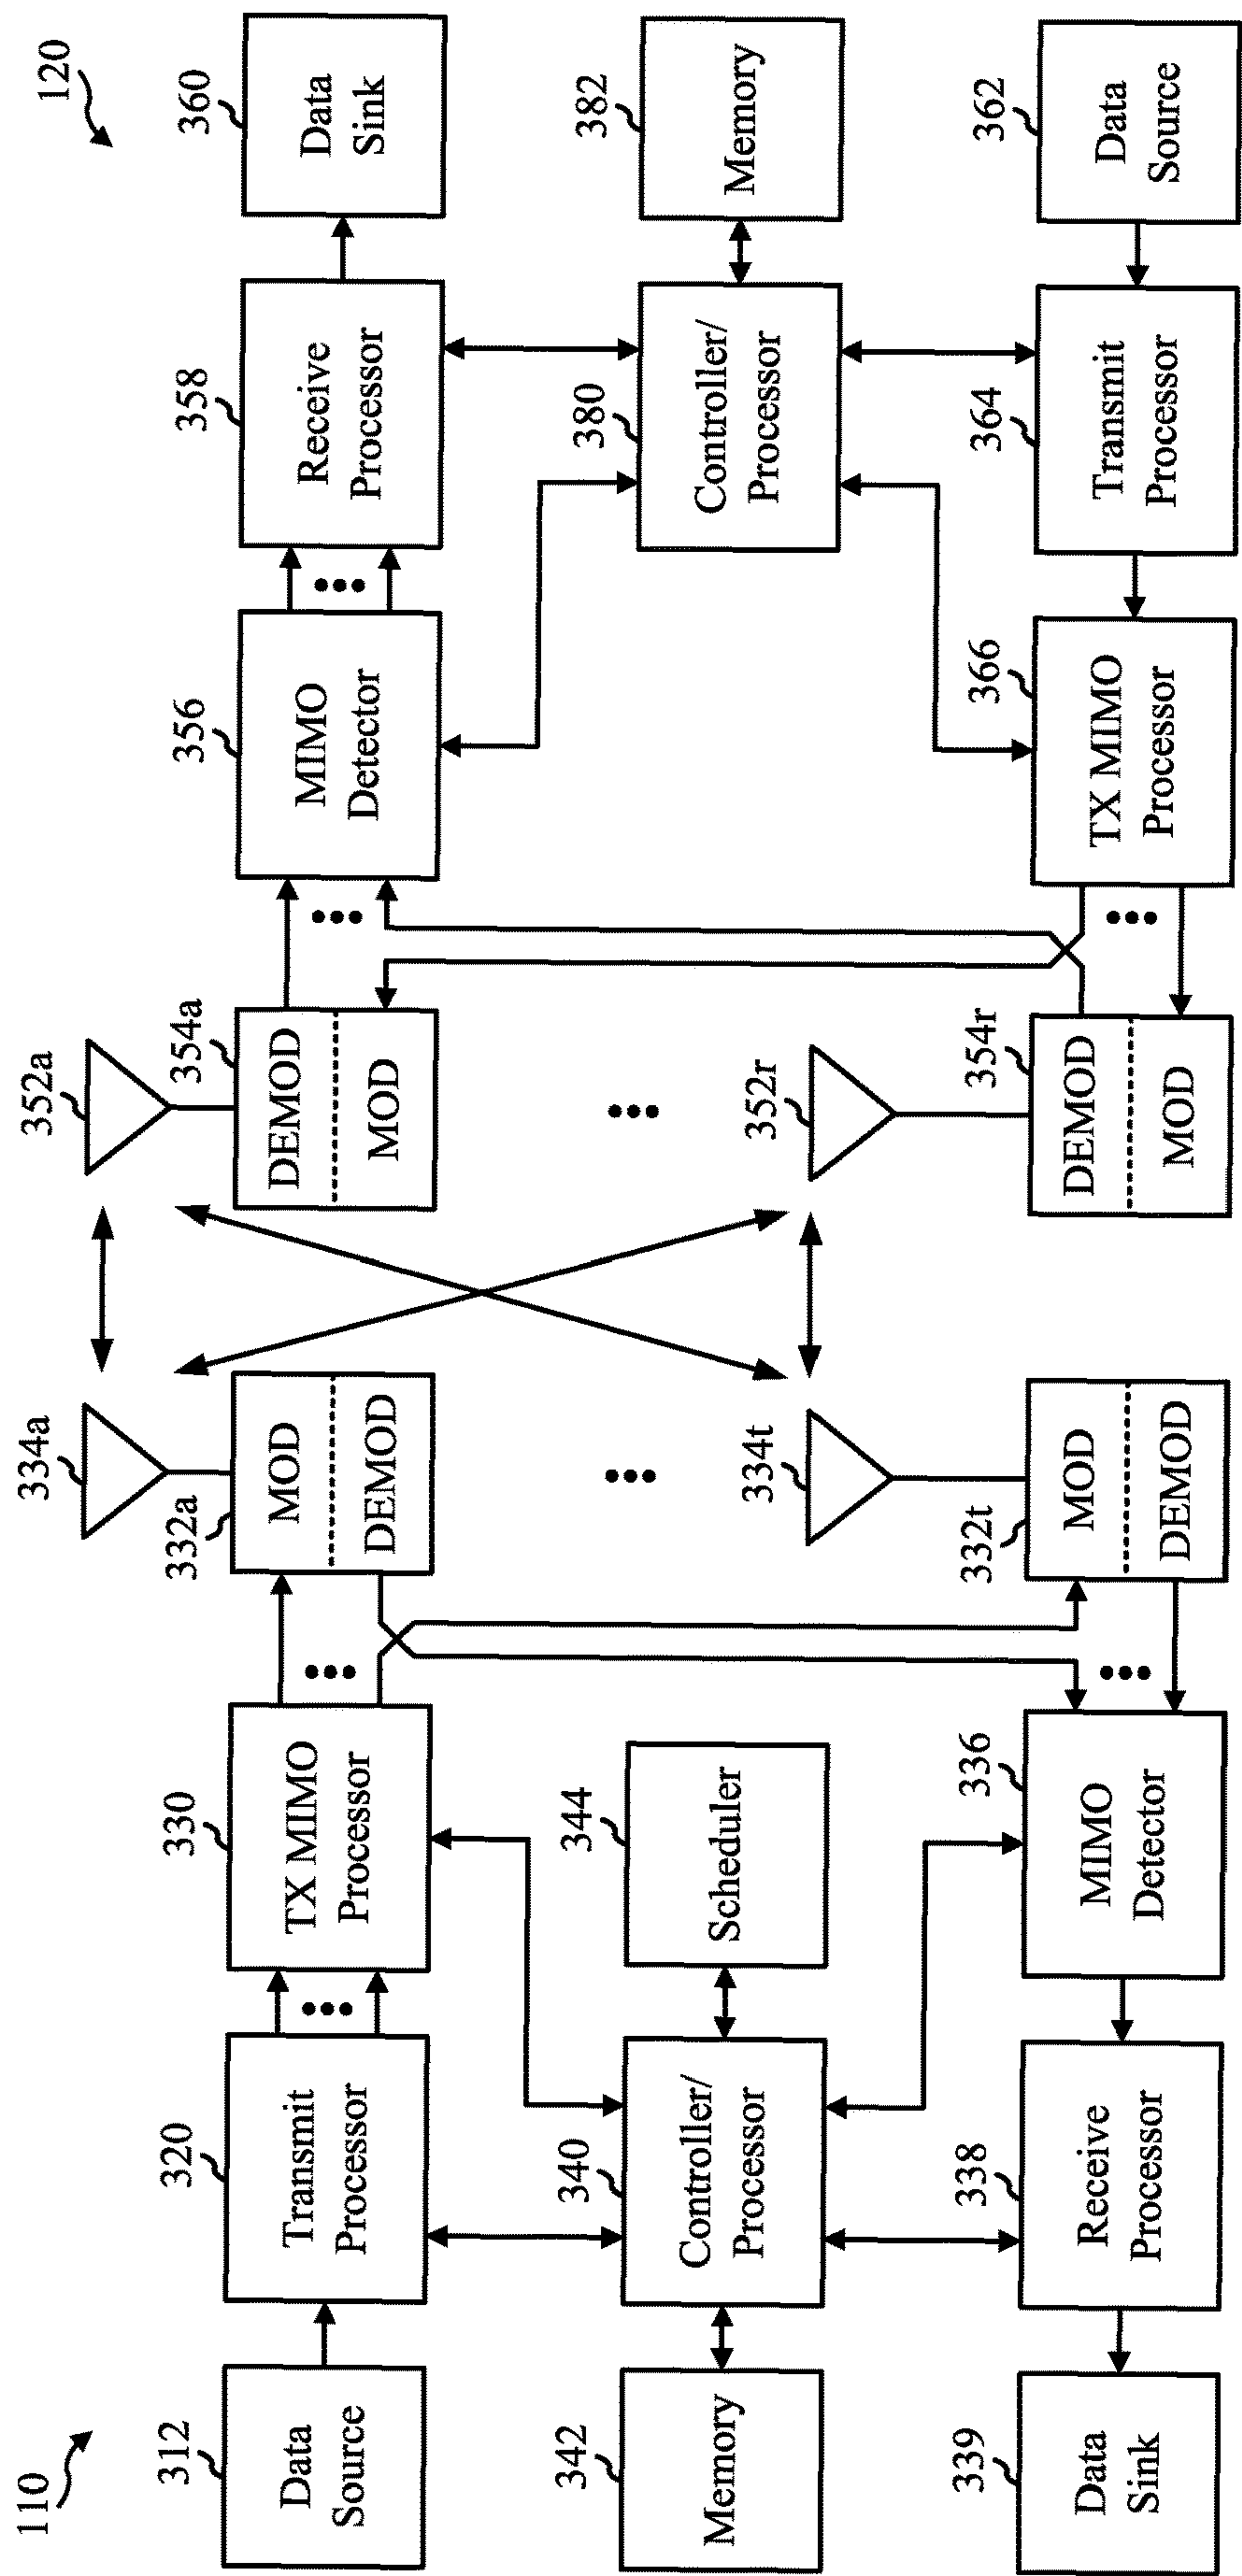 110
120
312
Data
Source
320
Transmit
Processor
330
TX MIMO
Processor
332a
MOD
DEMOD
334a
352a
354a
DEMOD
MOD
356
MIMO
Detector
358
Receive
Processor
360
Data
Sink
342
Memory
340
Controller/
Processor
344
Scheduler
380
Controller/
Processor
382
Memory
339
Data
Sink
338
Receive
Processor
336
MIMO
Detector
332t
MOD
DEMOD
334t
352r
354r
DEMOD
MOD
366
TX MIMO
Processor
364
Transmit
Processor
362
Data
Source